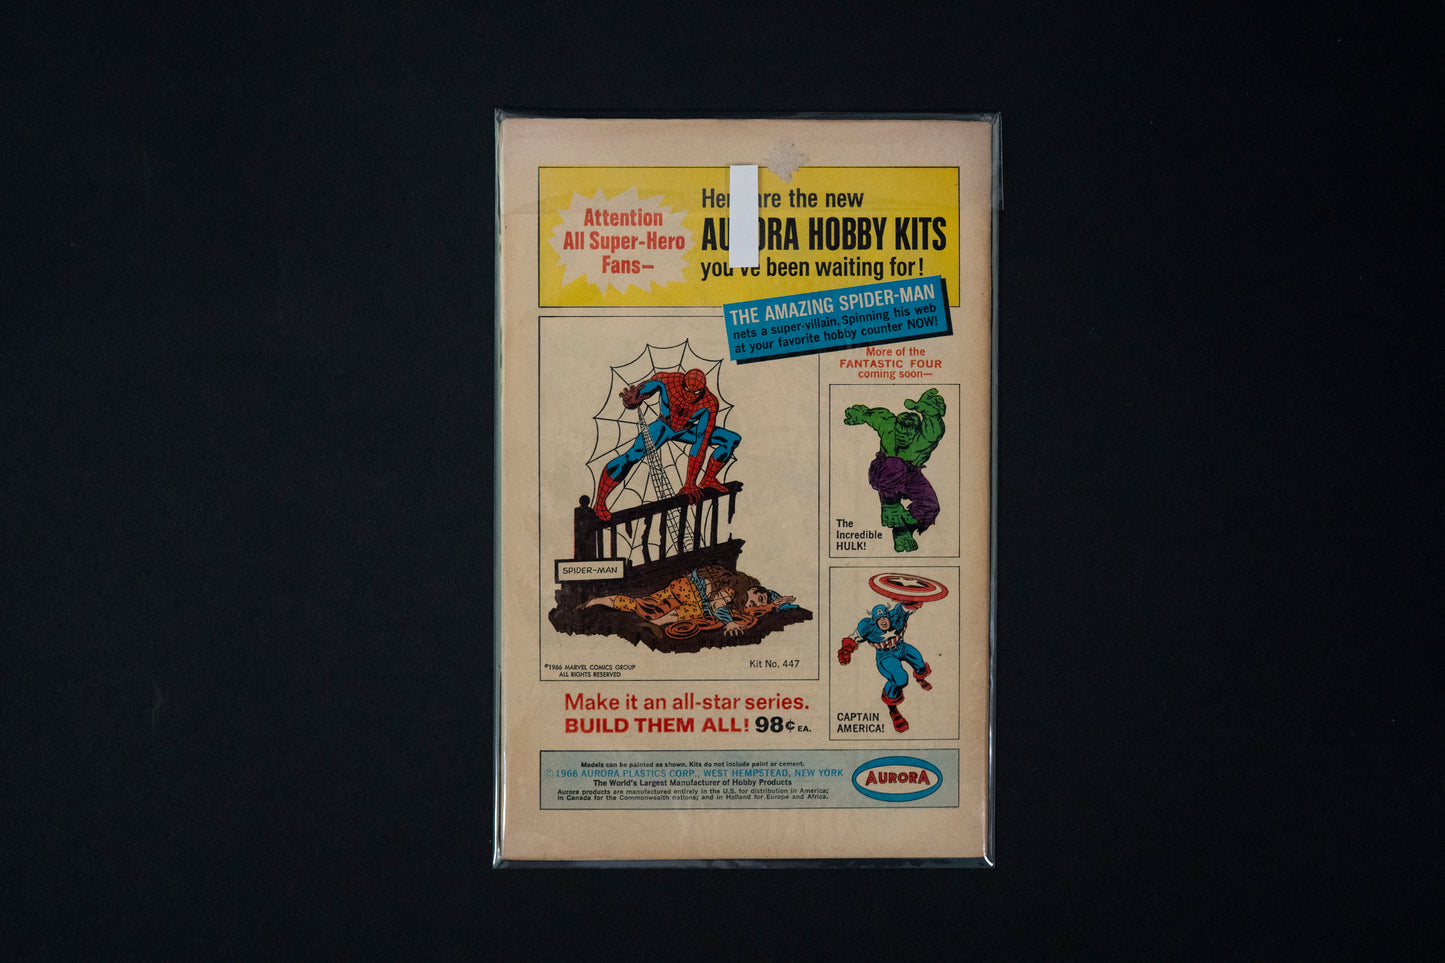 Attention
All Super-Hero
Fans—
Here are the new
AURORA HOBBY KITS
you've been waiting for!
THE AMAZING SPIDER-MAN
nets a super-villain. Spinning his web
at your favorite hobby counter NOW!
More of the
FANTASTIC FOUR
coming soon—
The
Incredible
HULK!
SPIDER-MAN
©1966 MARVEL COMICS GROUP
ALL RIGHTS RESERVED
Kit No. 447
CAPTAIN
AMERICA!
Make it an all-star series.
BUILD THEM ALL! 98¢ EA.
Models can be painted as shown. Kits do not include paint or cement.
©1966 AURORA PLASTICS CORP., WEST HEMPSTEAD, NEW YORK
The World's Largest Manufacturer of Hobby Products
Aurora products are manufactured entirely in the U.S. for distribution in America;
in Canada for the Commonwealth nations; and in Holland for Europe and Africa.
AURORA